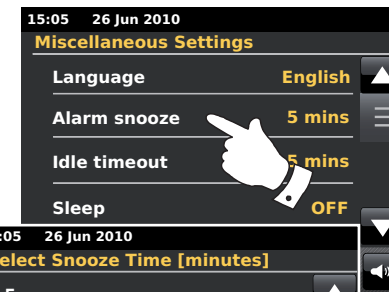 15:05 26 Jun 2010
Miscellaneous Settings
Language English
Alarm snooze 5 mins
Idle timeout 5 mins
Sleep OFF
:05 26 Jun 2010
elect Snooze Time [minutes]